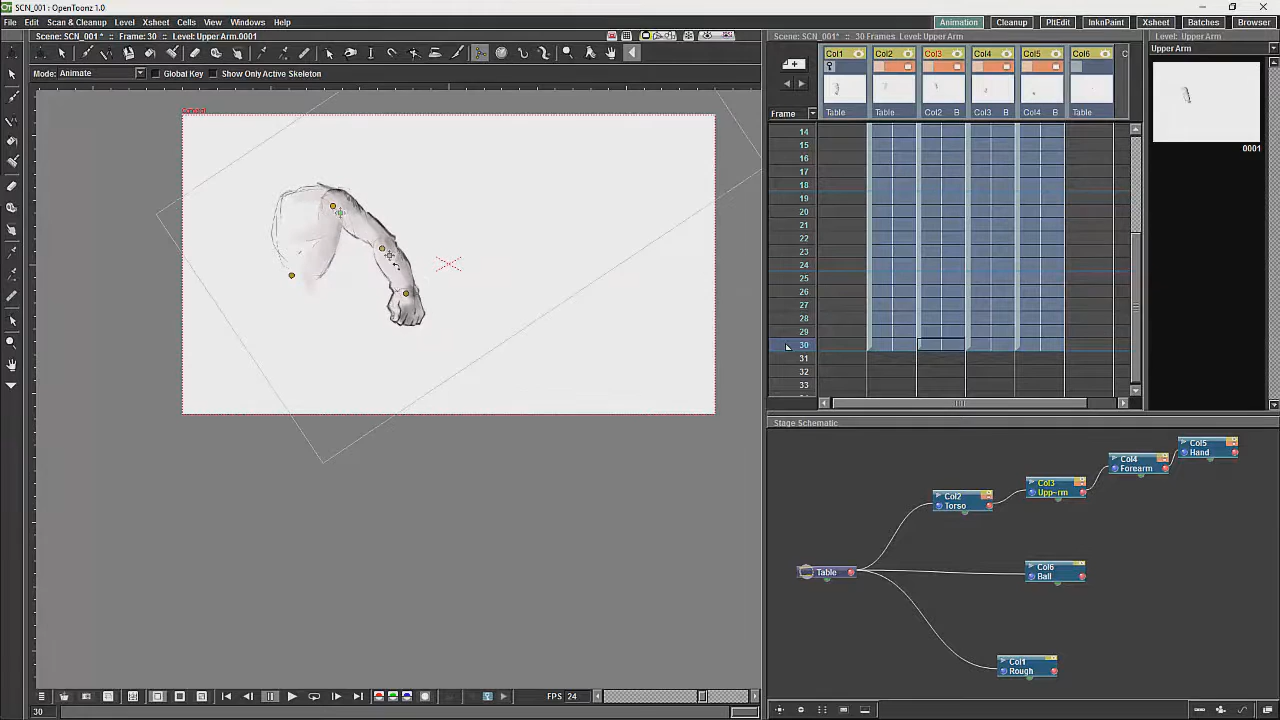 SCN_001 - OpenToonz 1.0
File Edit Scan & Cleanup Level Xsheet Cells View Windows Help
Animation Cleanup PltEdit InknPaint Xsheet Batches Browser
Scene: SCN_001* :: Frame: 30 :: Level: Upper Arm.0001
Scene: SCN_001* :: 30 Frames Level: Upper Arm
Level: Upper Arm
Mode: Animate Global Key Show Only Active Skeleton
Col1 Col2 Col3 Col4 Col5 Col6
Table Table Col2 B Col3 B Col4 B Table
Upper Arm
0001
Frame
14
15
16
17
18
19
20
21
22
23
24
25
26
27
28
29
30
31
32
33
Stage Schematic
Col5
Hand
Col4
Forearm
Col3
Upp~rm
Col2
Torso
Col6
Ball
Table
Col1
Rough
FPS 24
30